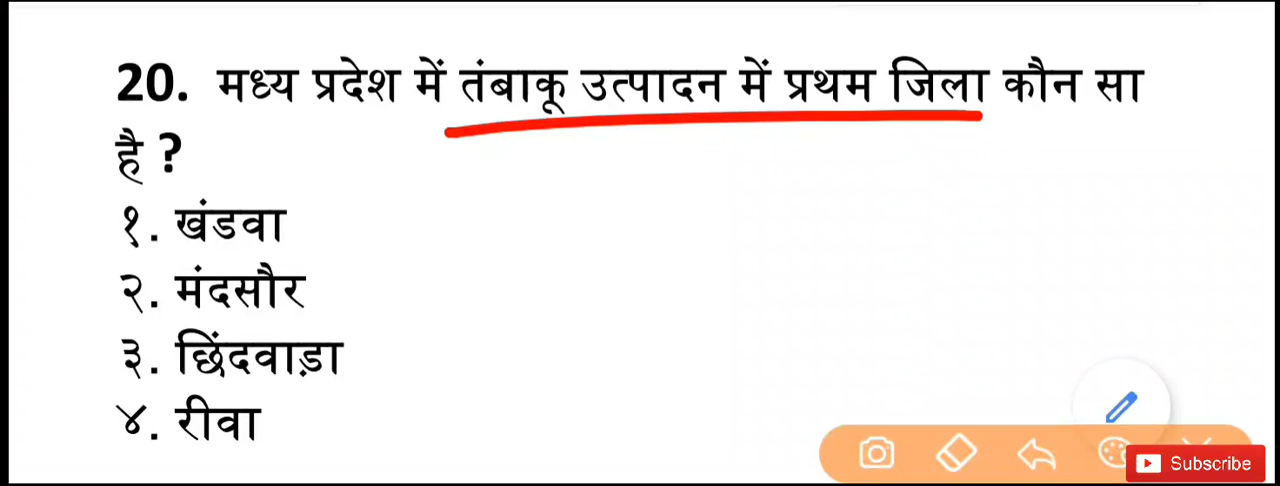 20. मध्य प्रदेश में तंबाकू उत्पादन में प्रथम जिला कौन सा
है ?
१. खंडवा
२. मंदसौर
३. छिंदवाड़ा
४. रीवा
Subscribe